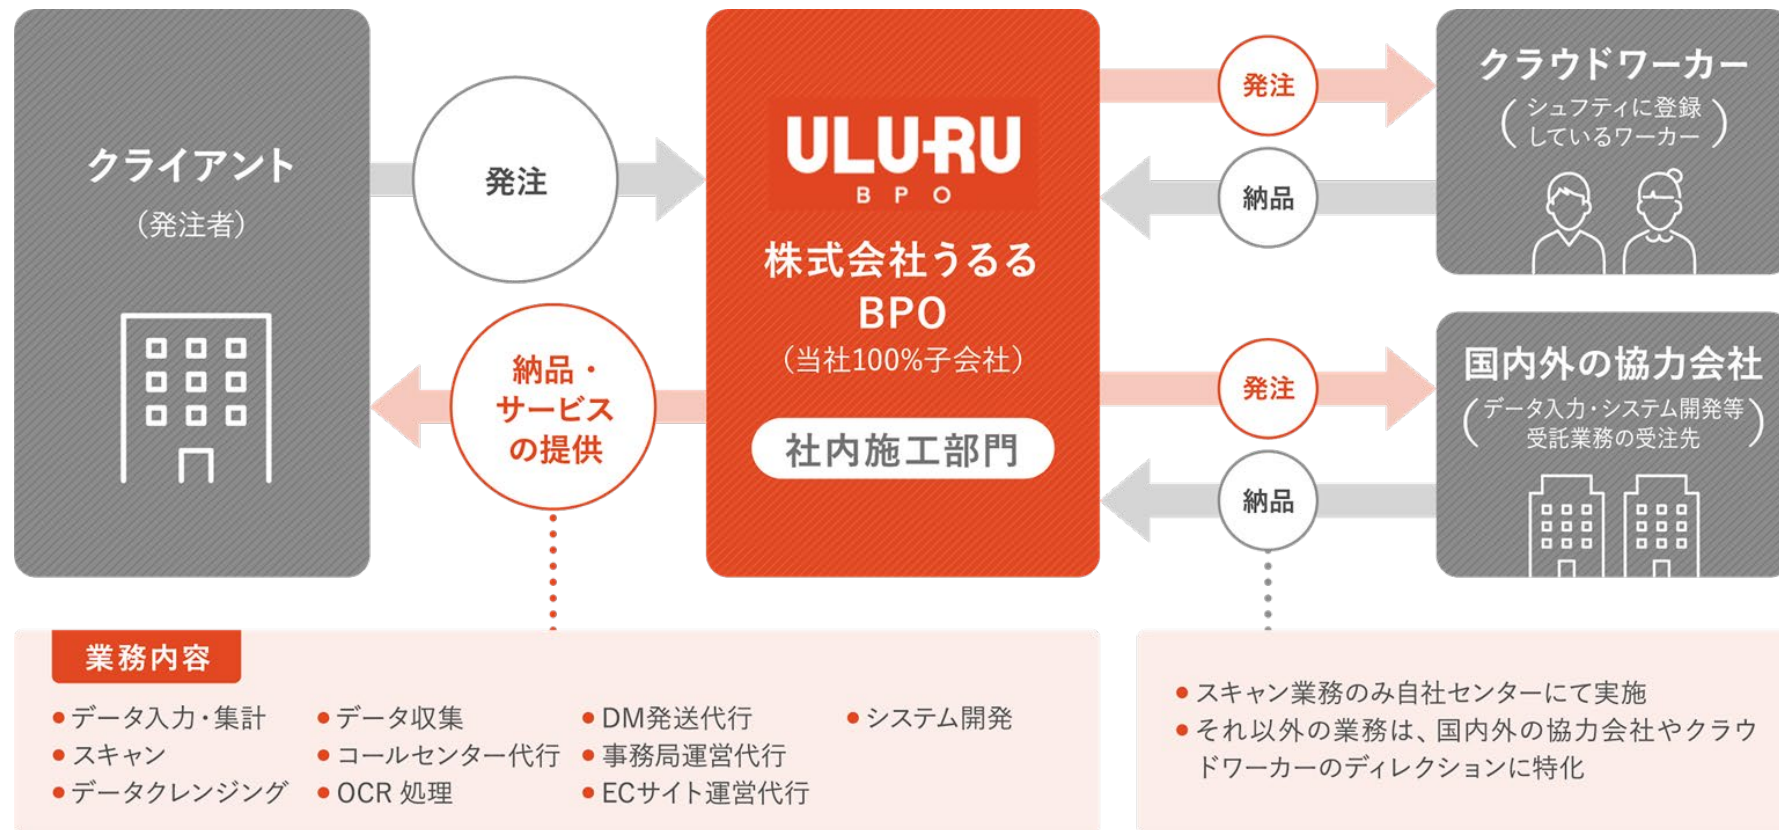 クライアント
(発注者)
発注
納品・
サービス
の提供
ULURU
BPO
株式会社うるる
BPO
(当社100%子会社)
社内施工部門
発注
納品
クラウドワーカー
(シュフティに登録
しているワーカー)
発注
納品
国内外の協力会社
(データ入力・システム開発等
受託業務の受注先)
業務内容
●データ入力・集計
●スキャン
●データクレンジング
●データ収集
●コールセンター代行
●OCR 処理
●DM発送代行
●事務局運営代行
●ECサイト運営代行
●システム開発
●スキャン業務のみ自社センターにて実施
●それ以外の業務は、国内外の協力会社やクラウ
ドワーカーのディレクションに特化